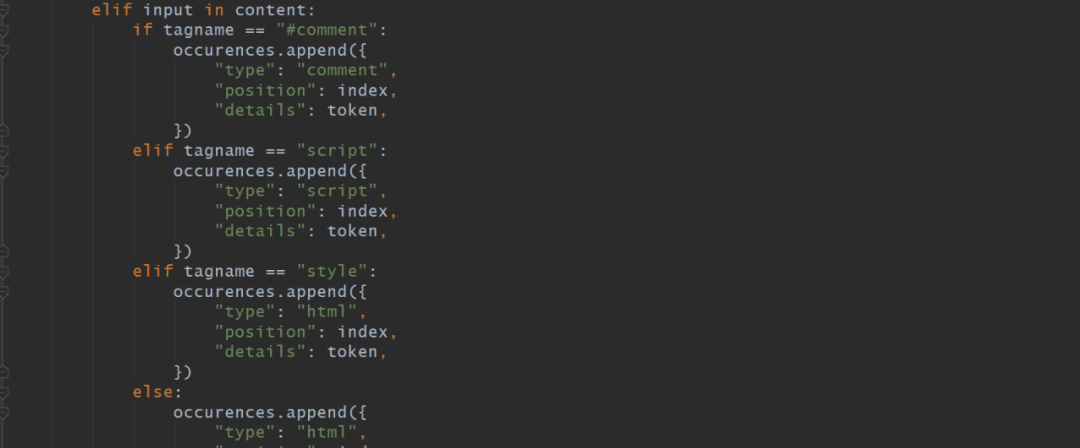 elif input in content:
if tagname == "#comment":
occurences.append({
"type": "comment",
"position": index,
"details": token,
})
elif tagname == "script":
occurences.append({
"type": "script",
"position": index,
"details": token,
})
elif tagname == "style":
occurences.append({
"type": "html",
"position": index,
"details": token,
})
else:
occurences.append({
"type": "html",